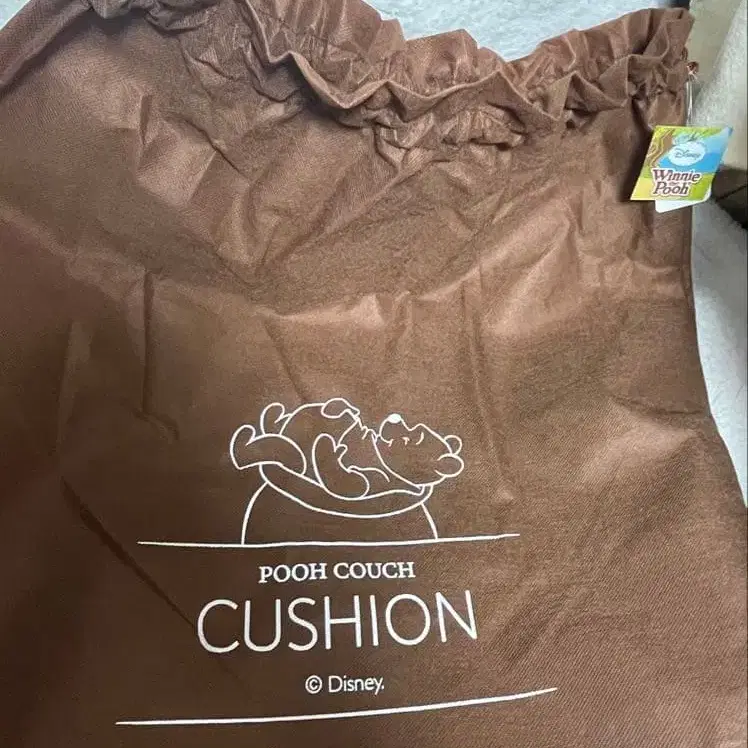 Disney
Winnie
the
Pooh
POOH COUCH
CUSHION
© Disney.